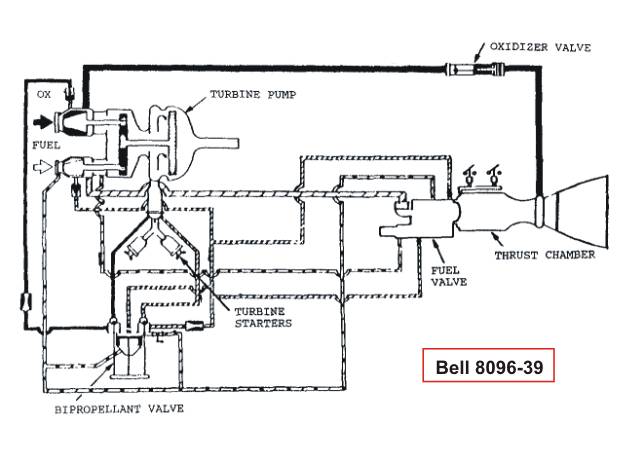 OXIDIZER VALVE
OX
TURBINE PUMP
FUEL
THRUST CHAMBER
FUEL
VALVE
TURBINE
STARTERS
Bell 8096-39
BIPROPELLANT VALVE